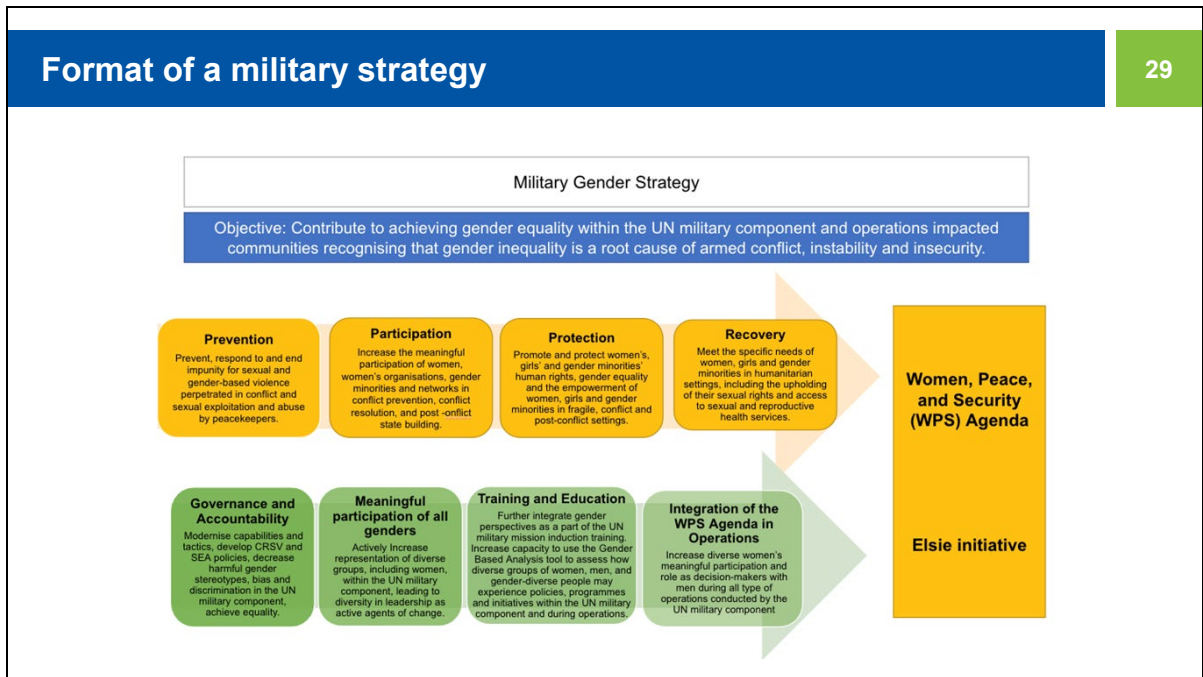 Format of a military strategy
29
Military Gender Strategy
Objective: Contribute to achieving gender equality within the UN military component and operations impacted
communities recognising that gender inequality is a root cause of armed conflict, instability and insecurity.
Prevention
Prevent, respond to and end
impunity for sexual and
gender-based violence
perpetrated in conflict and
sexual exploitation and abuse
by peacekeepers.
Participation
Increase the meaningful
participation of women,
women's organisations, gender
minorities and networks in
conflict prevention, conflict
resolution, and post -onflict
state building.
Protection
Promote and protect women's,
girls' and gender minorities'
human rights, gender equality
and the empowerment of
women, girls and gender
minorities in fragile, conflict and
post-conflict settings.
Recovery
Meet the specific needs of
women, girls and gender
minorities in humanitarian
settings, including the upholding
of their sexual rights and access
to sexual and reproductive
health services.
Governance and
Accountability
Modernise capabilities and
tactics, develop CRSV and
SEA policies, decrease
harmful gender
stereotypes, bias and
discrimination in the UN
military component,
achieve equality.
Meaningful
participation of all
genders
Actively Increase
representation of diverse
groups, including women,
within the UN military
component, leading to
diversity in leadership as
active agents of change.
Training and Education
Further integrate gender
perspectives as a part of the UN
military mission induction training.
Increase capacity to use the Gender
Based Analysis tool to assess how
diverse groups of women, men, and
gender-diverse people may
experience policies, programmes
and initiatives within the UN military
component and during operations.
Integration of the
WPS Agenda in
Operations
Increase diverse women's
meaningful participation and
role as decision-makers with
men during all type of
operations conducted by the
UN military component
Women, Peace,
and Security
(WPS) Agenda
Elsie initiative